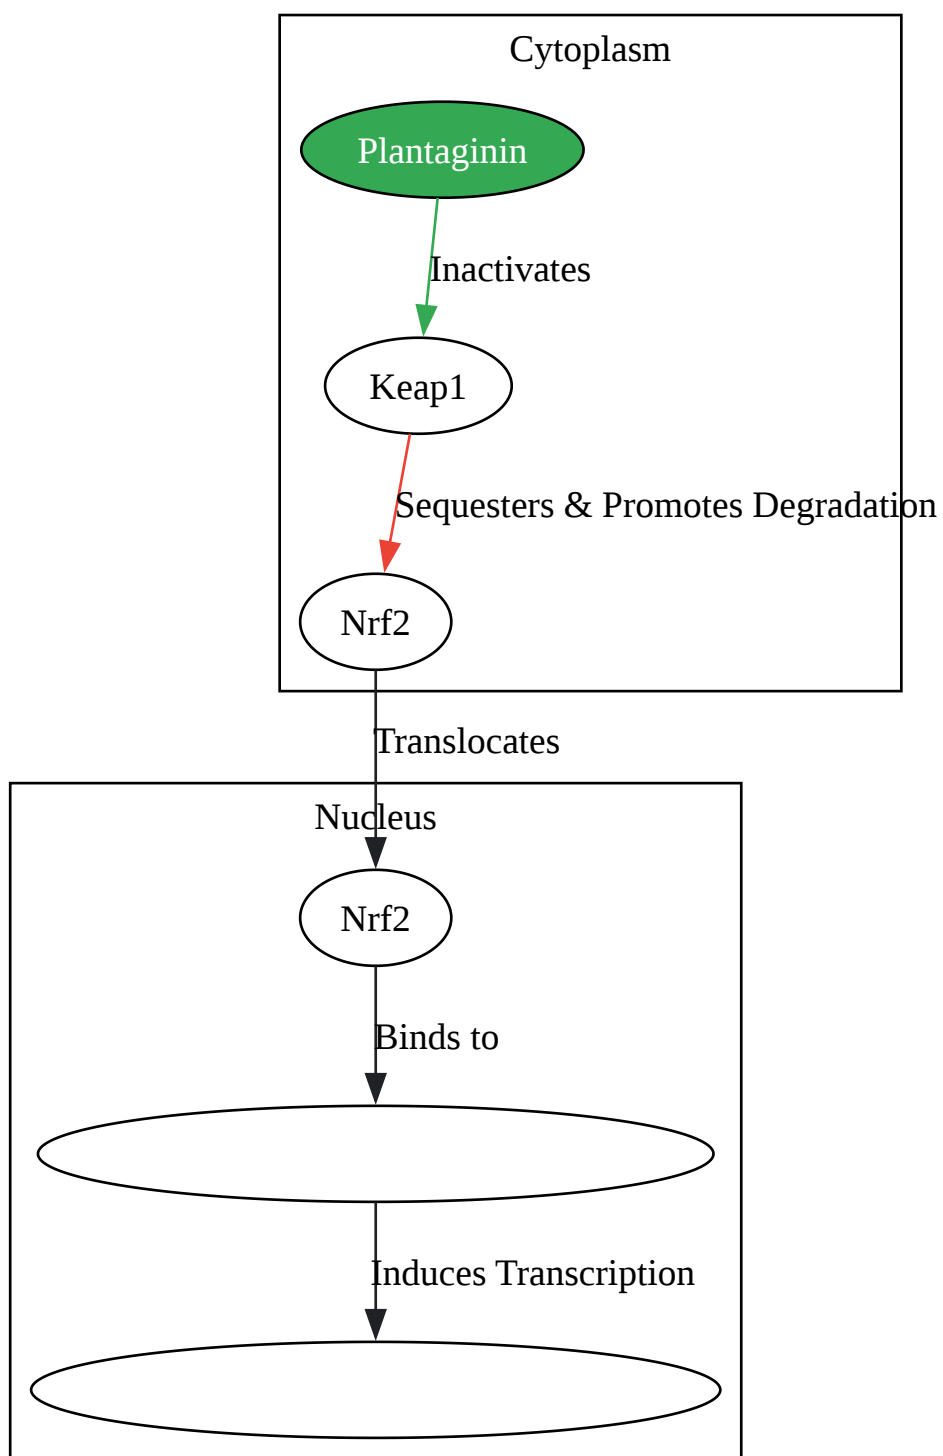 Cytoplasm
Plantaginin
Inactivates
Keap1
Sequesters & Promotes Degradation
Nrf2
Translocates
Nucleus
Nrf2
Binds to
Induces Transcription